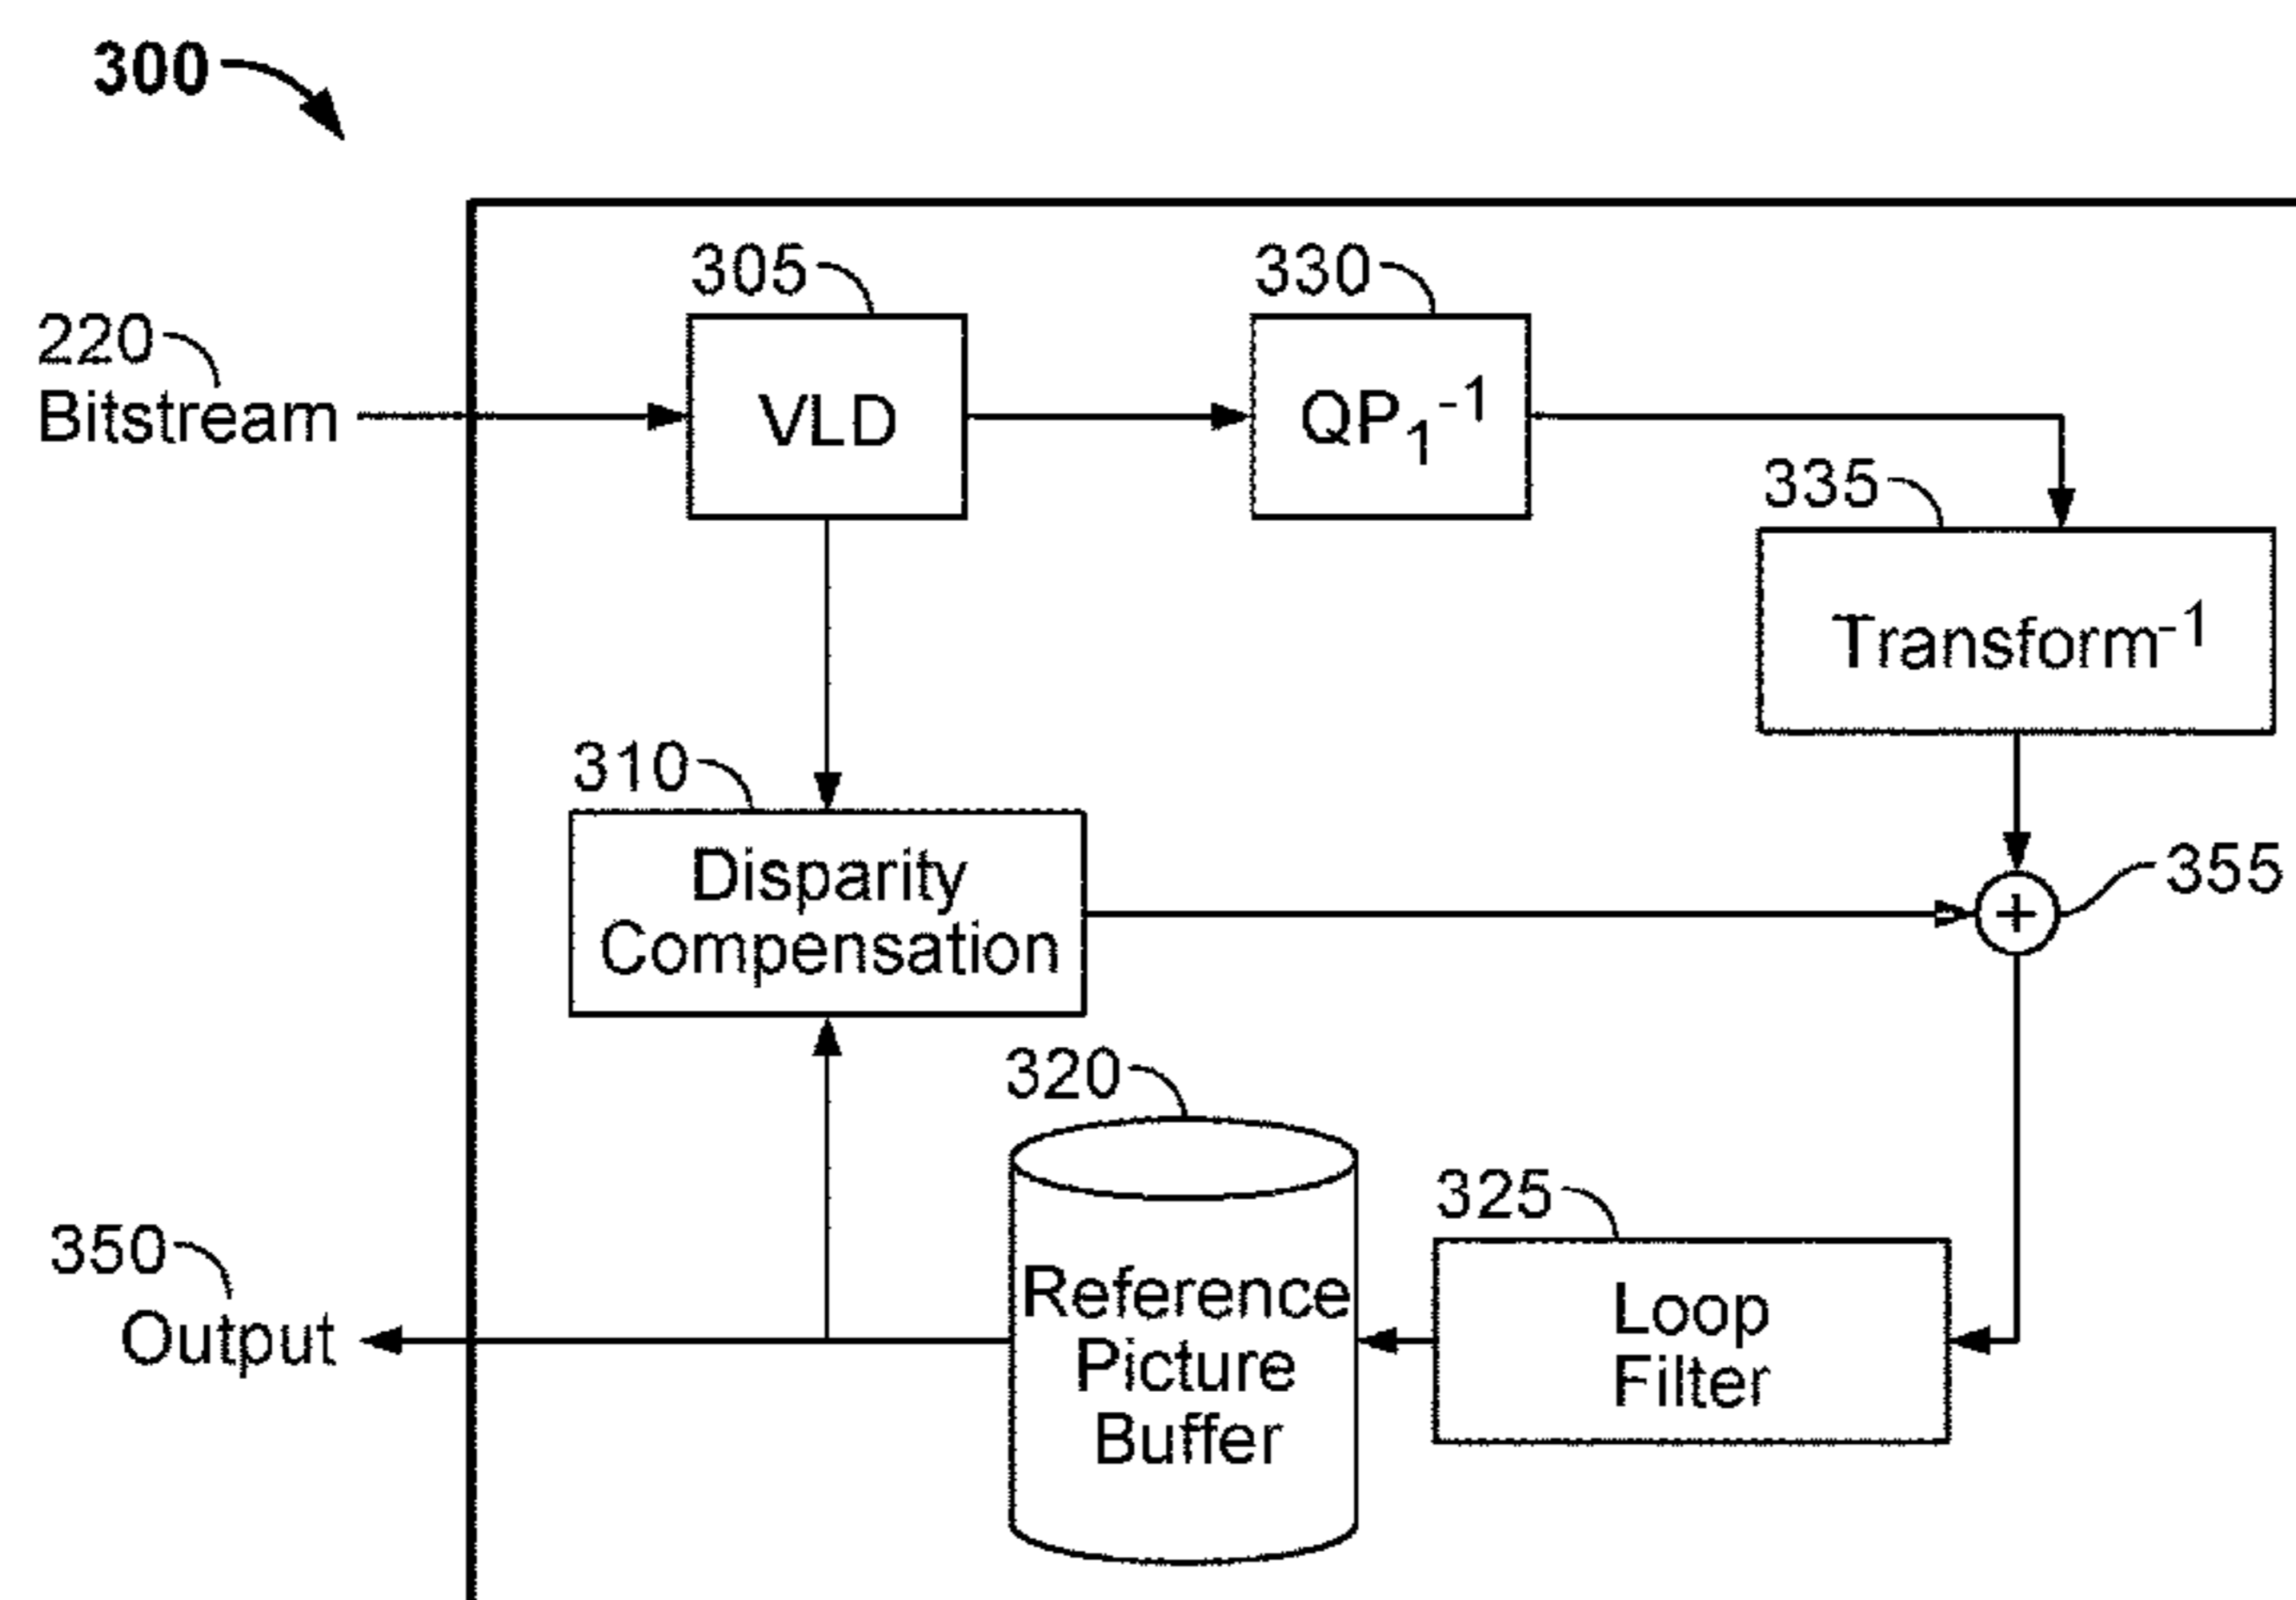 300
305
330
220
Bitstream
VLD
QP₁⁻¹
335
Transform⁻¹
310
Disparity
Compensation
+
355
320
325
350
Output
Reference
Picture
Buffer
Loop
Filter